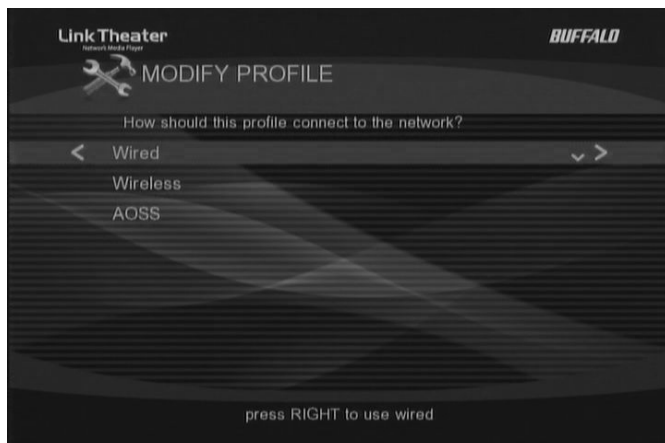 LinkTheater
Network Media Player
BUFFALO
MODIFY PROFILE
How should this profile connect to the network?
Wired
Wireless
AOSS
press RIGHT to use wired